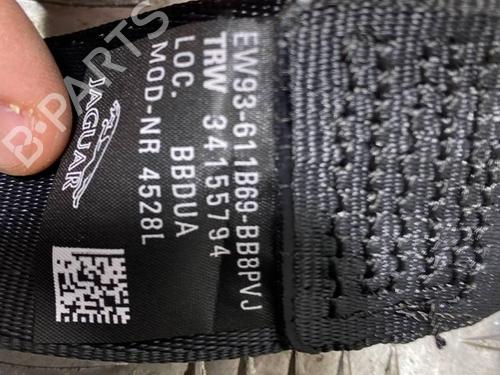 EW93-611B69-BB8PVJ
TRW 34155794
LOC. BBDUA
MOD-NR 4528L
JAGUAR
B-PARTS